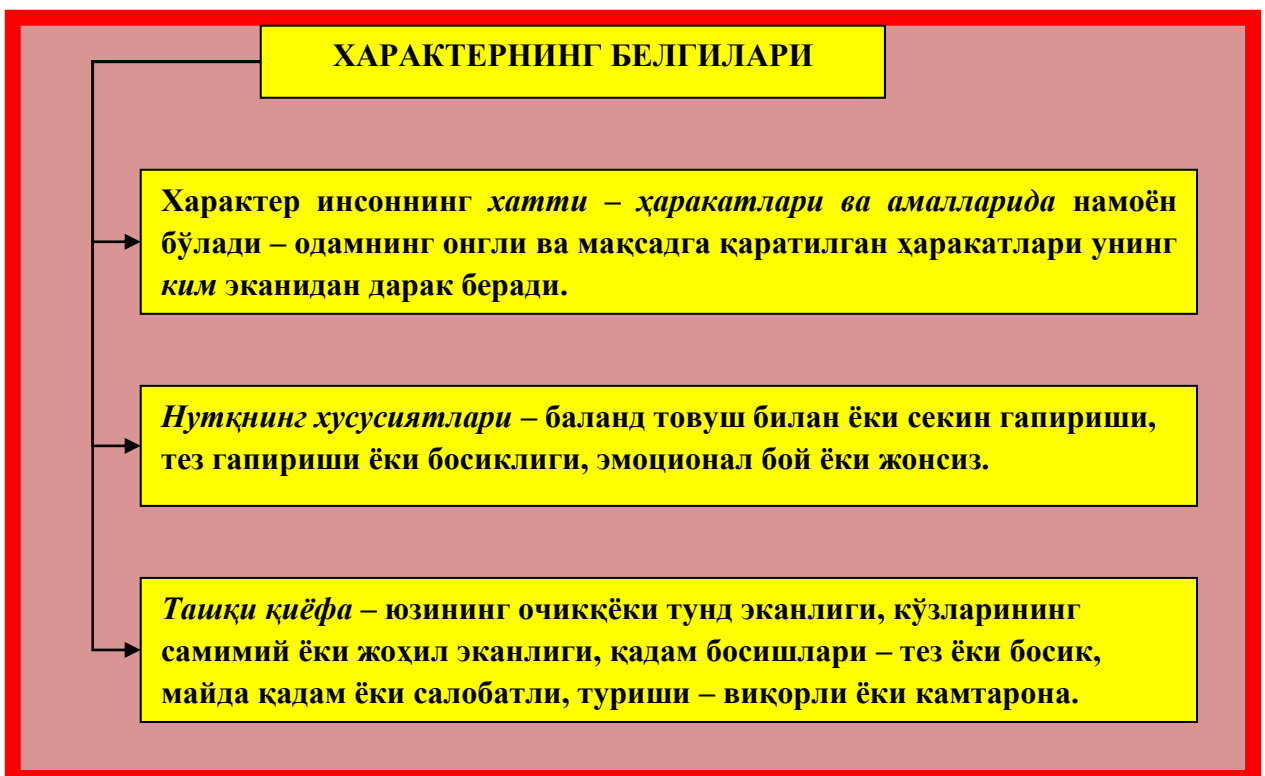 ХАРАКТЕРНИНГ БЕЛГИЛАРИ
Характер инсоннинг хатти – ҳаракатлари ва амалларида намоён
бўлади – одамнинг онгли ва мақсадга қаратилган ҳаракатлари унинг
ким эканидан дарак беради.
Нутқнинг хусусиятлари – баланд товуш билан ёки секин гапириши,
тез гапириши ёки босиклиги, эмоционал бой ёки жонсиз.
Ташқи қиёфа – юзининг очикқёки тунд эканлиги, кўзларининг
самимий ёки жоҳил эканлиги, қадам босишлари – тез ёки босик,
майда қадам ёки салобатли, туриши – виқорли ёки камтарона.